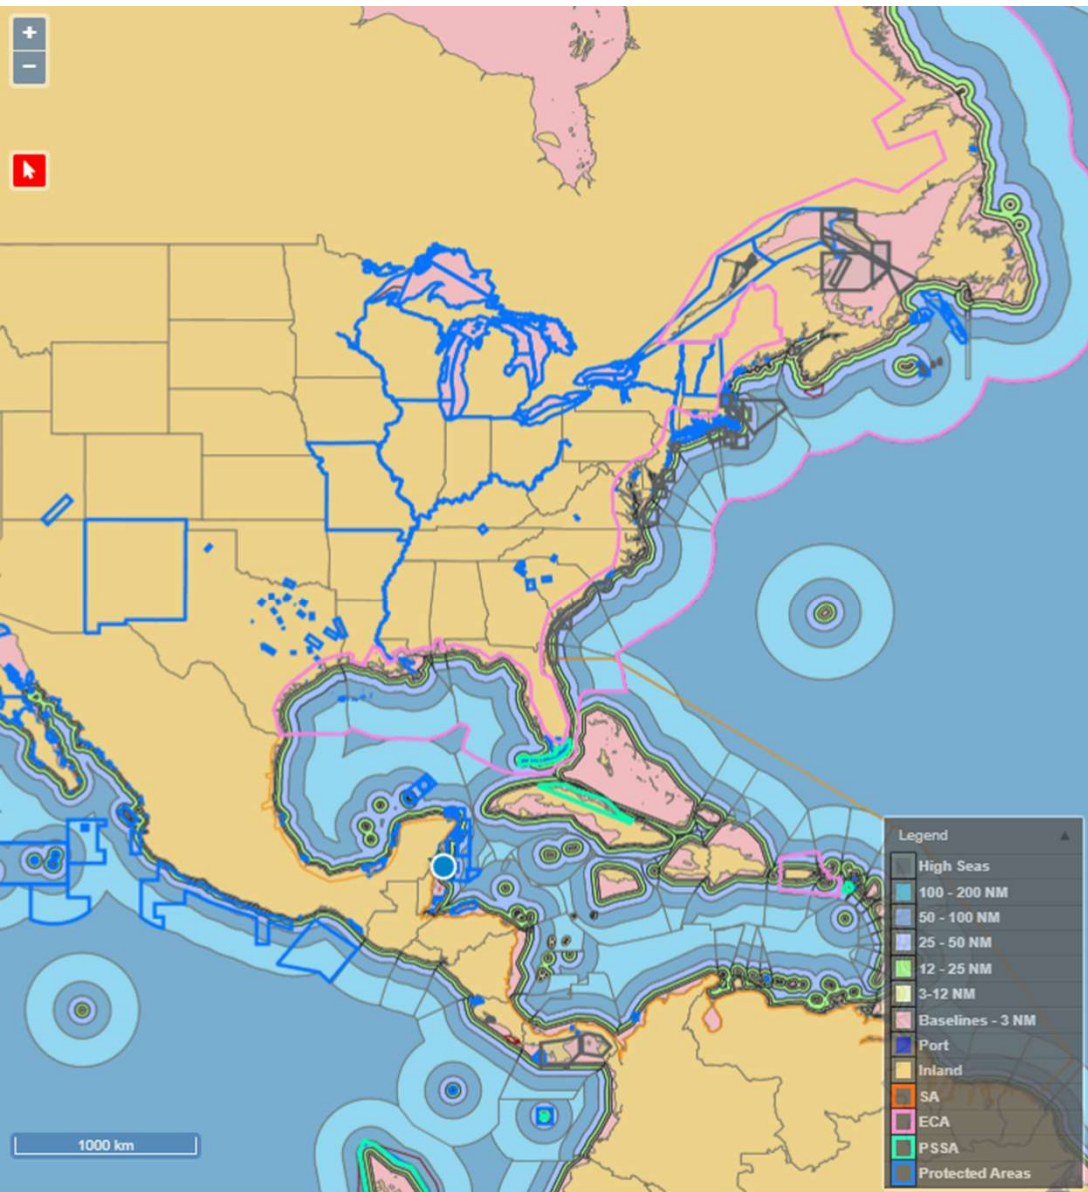 +
−
Legend
High Seas
100 - 200 NM
50 - 100 NM
25 - 50 NM
12 - 25 NM
3-12 NM
Baselines - 3 NM
Port
Inland
SA
ECA
PSSA
Protected Areas
1000 km